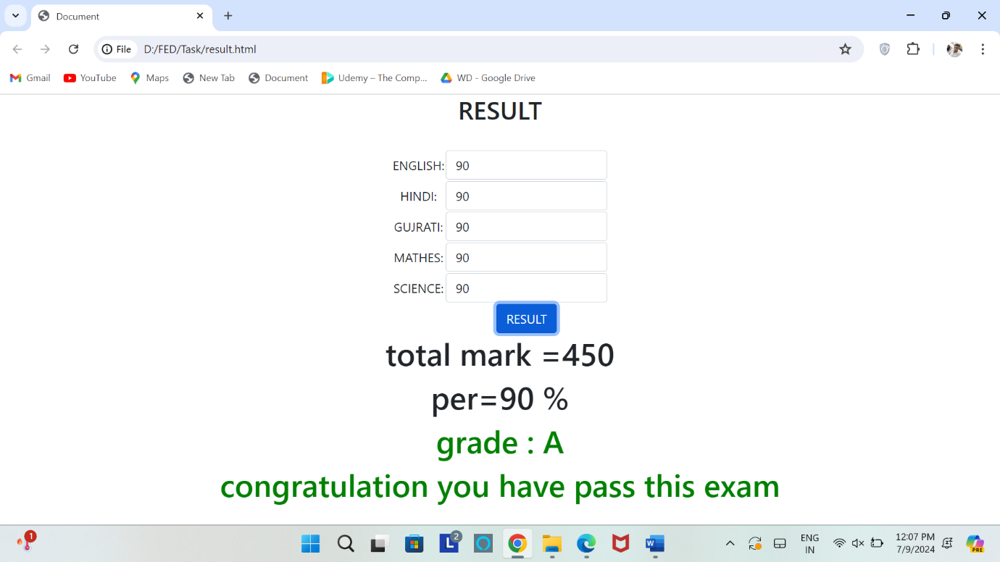 Document
File D:/FED/Task/result.html
Gmail YouTube Maps New Tab Document Udemy – The Comp... WD - Google Drive
RESULT
ENGLISH: 90
HINDI: 90
GUJRATI: 90
MATHES: 90
SCIENCE: 90
RESULT
total mark =450
per=90 %
grade : A
congratulation you have pass this exam
1 L 2 W PRE
ENG 12:07 PM
IN 7/9/2024